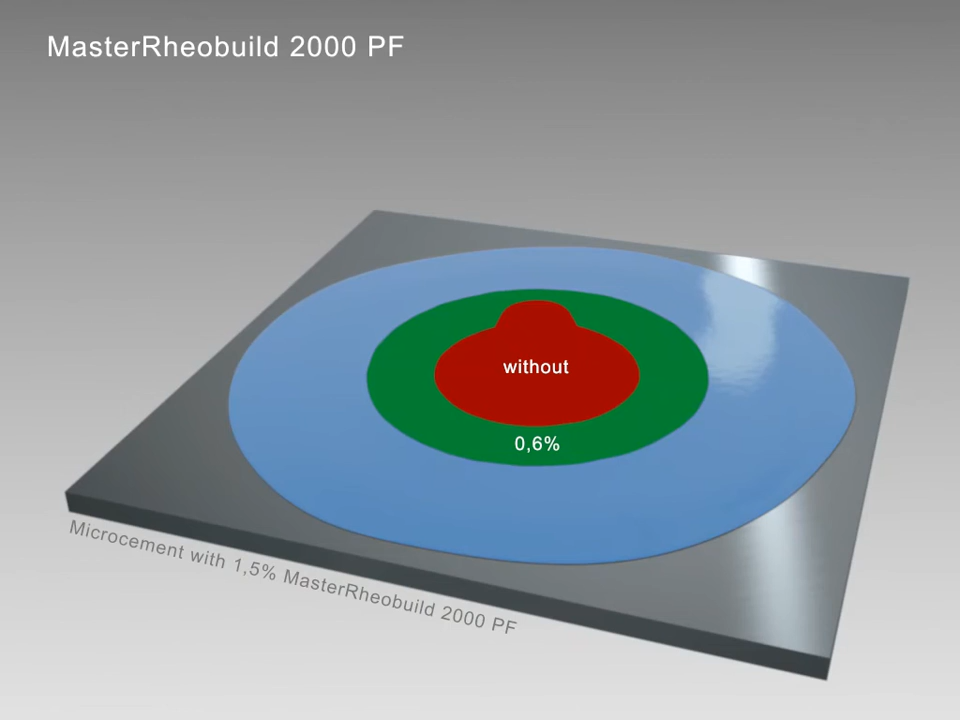 MasterRheobuild 2000 PF
without
0,6%
Microcement with 1,5% MasterRheobuild 2000 PF